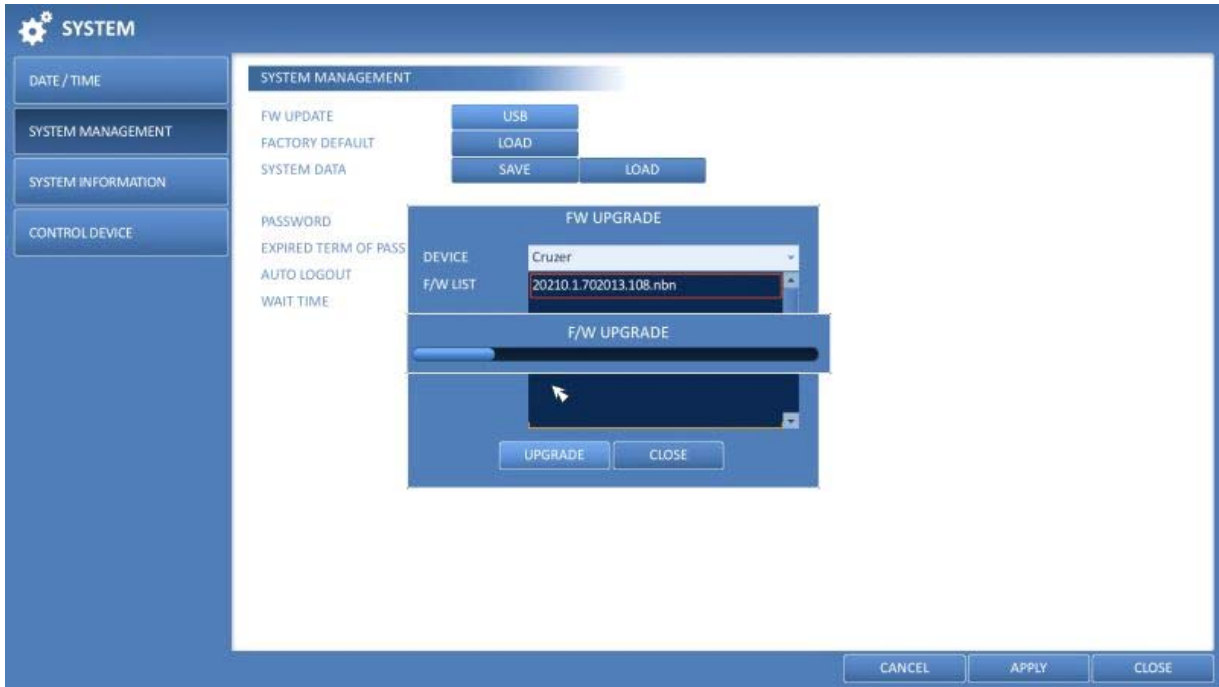 SYSTEM
DATE / TIME
SYSTEM MANAGEMENT
SYSTEM INFORMATION
CONTROL DEVICE
SYSTEM MANAGEMENT
FW UPDATE USB
FACTORY DEFAULT LOAD
SYSTEM DATA SAVE LOAD
PASSWORD
EXPIRED TERM OF PASS
AUTO LOGOUT
WAIT TIME
FW UPGRADE
DEVICE Cruzer
F/W LIST 20210.1.702013.108.nbn
F/W UPGRADE
UPGRADE CLOSE
CANCEL APPLY CLOSE